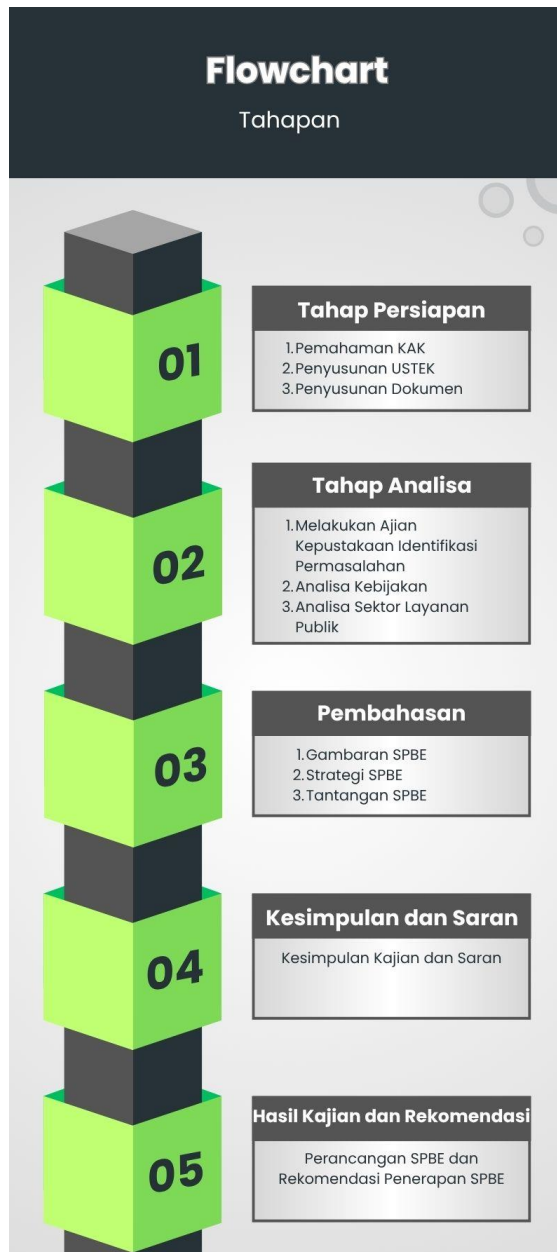 Flowchart
Tahapan
01
Tahap Persiapan
1.Pemahaman KAK
2.Penyusunan USTEK
3.Penyusunan Dokumen
02
Tahap Analisa
1.Melakukan Ajian
Kepustakaan Identifikasi
Permasalahan
2.Analisa Kebijakan
3.Analisa Sektor Layanan
Publik
03
Pembahasan
1.Gambaran SPBE
2.Strategi SPBE
3.Tantangan SPBE
04
Kesimpulan dan Saran
Kesimpulan Kajian dan Saran
05
Hasil Kajian dan Rekomendasi
Perancangan SPBE dan
Rekomendasi Penerapan SPBE